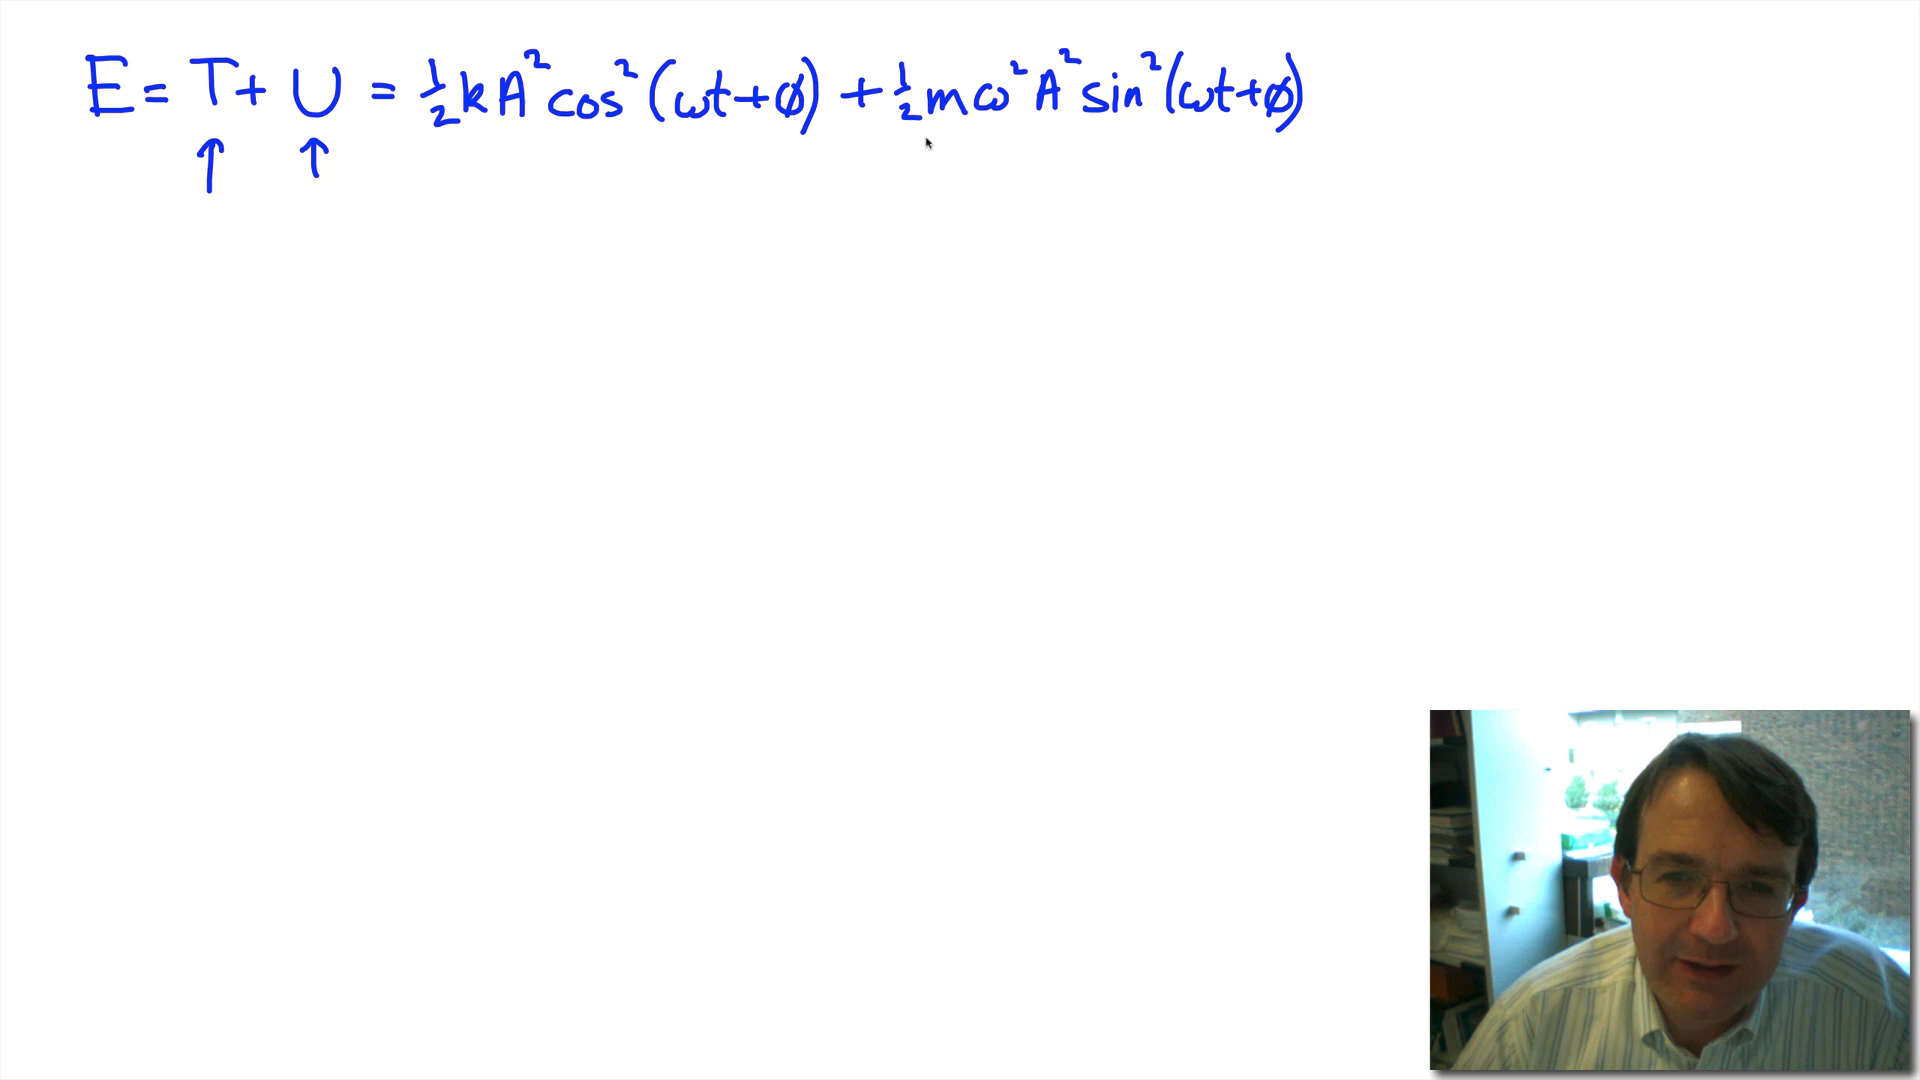 E = T + U = ½kA²cos²(ωt+φ) + ½mω²A²sin²(ωt+φ)